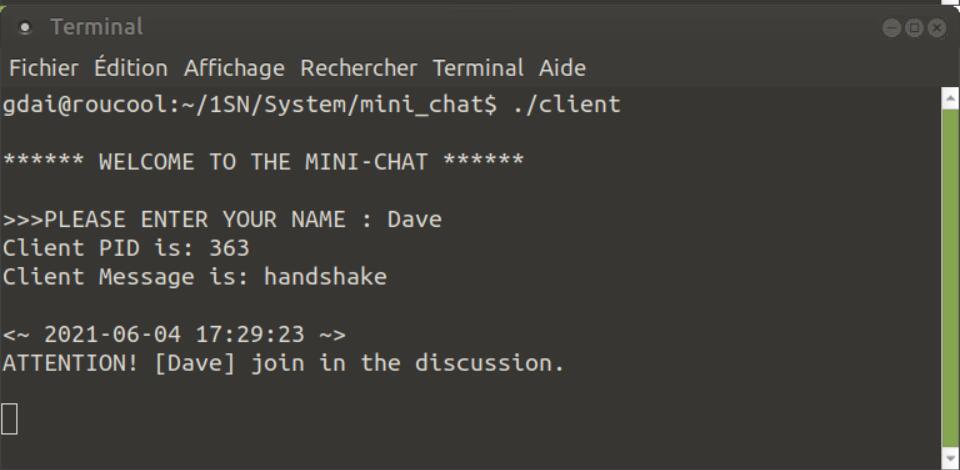 Terminal
Fichier Édition Affichage Rechercher Terminal Aide
gdai@roucool:~/1SN/System/mini_chat$ ./client
****** WELCOME TO THE MINI-CHAT ******
>>>PLEASE ENTER YOUR NAME : Dave
Client PID is: 363
Client Message is: handshake
<~ 2021-06-04 17:29:23 ~>
ATTENTION! [Dave] join in the discussion.